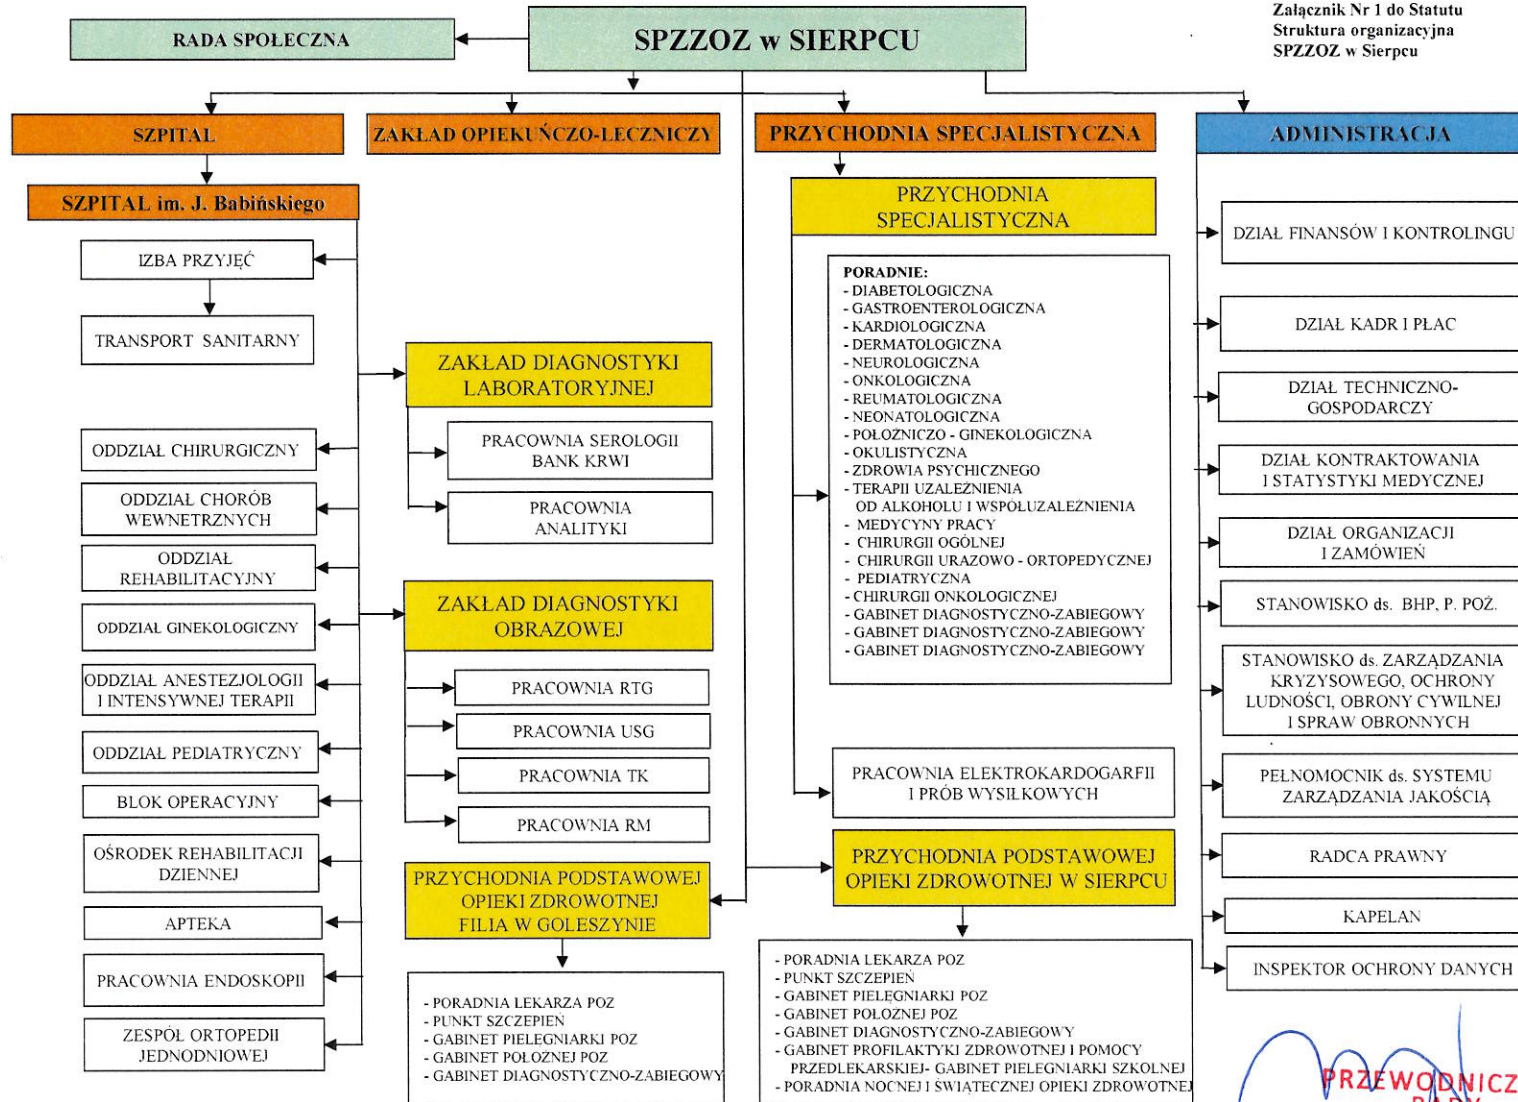 Załącznik Nr 1 do Statutu
Struktura organizacyjna
SPZZOZ w Sierpcu
RADA SPOŁECZNA
SPZZOZ w SIERPCU
SZPITAL
ZAKŁAD OPIEKUŃCZO-LECZNICZY
PRZYCHODNIA SPECJALISTYCZNA
ADMINISTRACJA
SZPITAL im. J. Babińskiego
IZBA PRZYJĘĆ
TRANSPORT SANITARNY
ODDZIAŁ CHIRURGICZNY
ODDZIAŁ CHORÓB
WEWNETRZNYCH
ODDZIAŁ
REHABILITACYJNY
ODDZIAŁ GINEKOLOGICZNY
ODDZIAŁ ANESTEZJOLOGII
I INTENSYWNEJ TERAPII
ODDZIAŁ PEDIATRYCZNY
BLOK OPERACYJNY
OŚRODEK REHABILITACJI
DZIENNEJ
APTEKA
PRACOWNIA ENDOSKOPII
ZESPÓŁ ORTOPEDII
JEDNODNIOWEJ
ZAKŁAD DIAGNOSTYKI
LABORATORYJNEJ
PRACOWNIA SEROLOGII
BANK KRWI
PRACOWNIA
ANALITYKI
ZAKŁAD DIAGNOSTYKI
OBRAZOWEJ
PRACOWNIA RTG
PRACOWNIA USG
PRACOWNIA TK
PRACOWNIA RM
PRZYCHODNIA PODSTAWOWEJ
OPIEKI ZDROWOTNEJ
FILIA W GOLESZYNIE
- PORADNIA LEKARZA POZ
- PUNKT SZCZEPIEŃ
- GABINET PIELEGNIARKI POZ
- GABINET POŁOŻNEJ POZ
- GABINET DIAGNOSTYCZNO-ZABIEGOWY
PRZYCHODNIA
SPECJALISTYCZNA
PORADNIE:
- DIABETOLOGICZNA
- GASTROENTEROLOGICZNA
- KARDIOLOGICZNA
- DERMATOLOGICZNA
- NEUROLOGICZNA
- ONKOLOGICZNA
- REUMATOLOGICZNA
- NEONATOLOGICZNA
- POŁOŻNICZO - GINEKOLOGICZNA
- OKULISTYCZNA
- ZDROWIA PSYCHICZNEGO
- TERAPII UZALEŻNIENIA
OD ALKOHOLU I WSPÓŁUZALEŻNIENIA
- MEDYCYNY PRACY
- CHIRURGII OGÓLNEJ
- CHIRURGII URAZOWO - ORTOPEDYCZNEJ
- PEDIATRYCZNA
- CHIRURGII ONKOLOGICZNEJ
- GABINET DIAGNOSTYCZNO-ZABIEGOWY
- GABINET DIAGNOSTYCZNO-ZABIEGOWY
- GABINET DIAGNOSTYCZNO-ZABIEGOWY
PRACOWNIA ELEKTROKARDOGARFII
I PRÓB WYSIŁKOWYCH
PRZYCHODNIA PODSTAWOWEJ
OPIEKI ZDROWOTNEJ W SIERPCU
- PORADNIA LEKARZA POZ
- PUNKT SZCZEPIEŃ
- GABINET PIELĘGNIARKI POZ
- GABINET POŁOŻNEJ POZ
- GABINET DIAGNOSTYCZNO-ZABIEGOWY
- GABINET PROFILAKTYKI ZDROWOTNEJ I POMOCY
PRZEDLEKARSKIEJ- GABINET PIELEGNIARKI SZKOLNEJ
- PORADNIA NOCNEJ I ŚWIĄTECZNEJ OPIEKI ZDROWOTNEJ
DZIAŁ FINANSÓW I KONTROLINGU
DZIAŁ KADR I PŁAC
DZIAŁ TECHNICZNO-
GOSPODARCZY
DZIAŁ KONTRAKTOWANIA
I STATYSTYKI MEDYCZNEJ
DZIAŁ ORGANIZACJI
I ZAMÓWIEŃ
STANOWISKO ds. BHP, P. POŻ.
STANOWISKO ds. ZARZĄDZANIA
KRYZYSOWEGO, OCHRONY
LUDNOŚCI, OBRONY CYWILNEJ
I SPRAW OBRONNYCH
PEŁNOMOCNIK ds. SYSTEMU
ZARZĄDZANIA JAKOŚCIĄ
RADCA PRAWNY
KAPELAN
INSPEKTOR OCHRONY DANYCH
PRZEWODNICZ